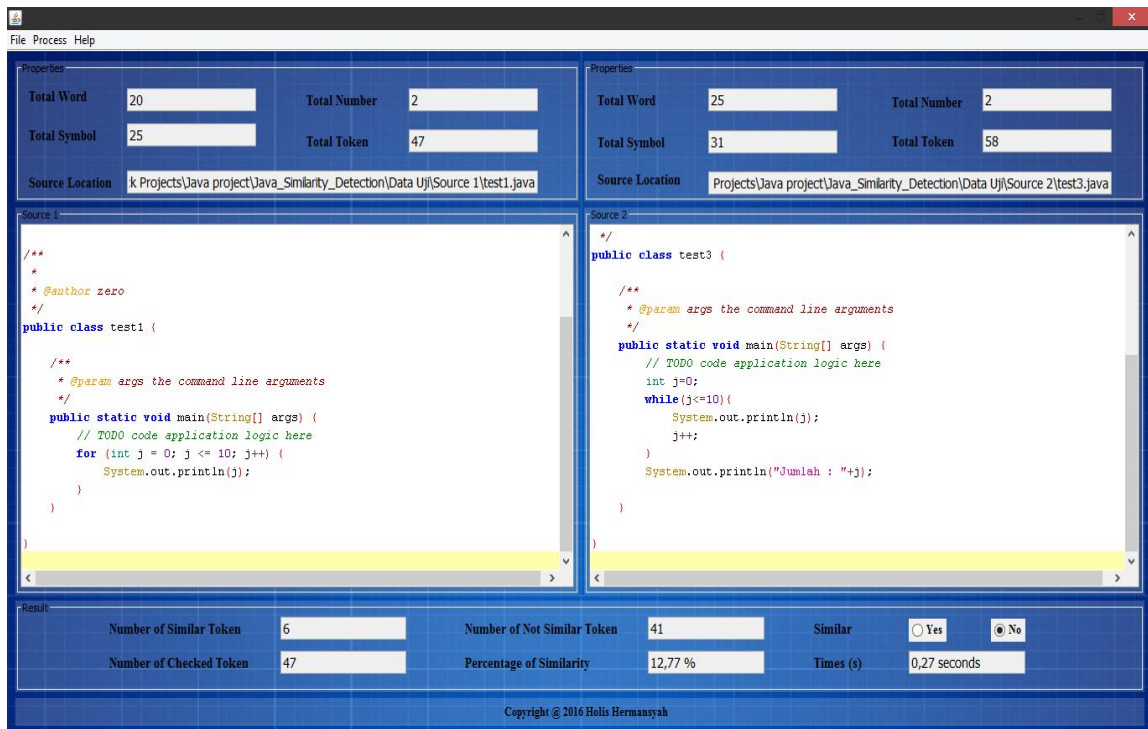 File Process Help
Properties
Total Word 20 Total Number 2
Total Symbol 25 Total Token 47
Source Location :k Projects\Java project\Java_Similarity_Detection\Data Uji\Source 1\test1.java
Properties
Total Word 25 Total Number 2
Total Symbol 31 Total Token 58
Source Location Projects\Java project\Java_Similarity_Detection\Data Uji\Source 2\test3.java
Source 1
/**
*
* @author zero
*/
public class test1 {
/**
* @param args the command line arguments
*/
public static void main(String[] args) {
// TODO code application logic here
for (int j = 0; j <= 10; j++) {
System.out.println(j);
}
}
}
Source 2
*/
public class test3 {
/**
* @param args the command line arguments
*/
public static void main(String[] args) {
// TODO code application logic here
int j=0;
while(j<=10){
System.out.println(j);
j++;
}
System.out.println("Jumlah : "+j);
}
}
Result
Number of Similar Token 6 Number of Not Similar Token 41 Similar Yes No
Number of Checked Token 47 Percentage of Similarity 12,77 % Times (s) 0,27 seconds
Copyright @ 2016 Holis Hermansyah